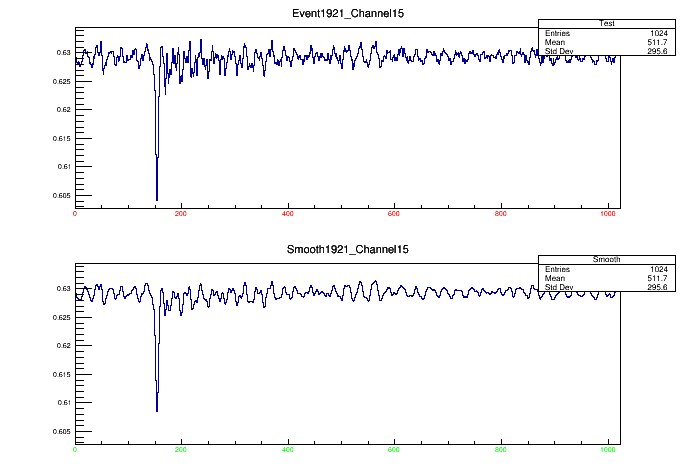 Event1921_Channel15
Test
Entries 1024
Mean 511.7
Std Dev 295.6
0.63
0.625
0.62
0.615
0.61
0.605
0 200 400 600 800 1000
Smooth1921_Channel15
Smooth
Entries 1024
Mean 511.7
Std Dev 295.6
0.63
0.625
0.62
0.615
0.61
0.605
0 200 400 600 800 1000